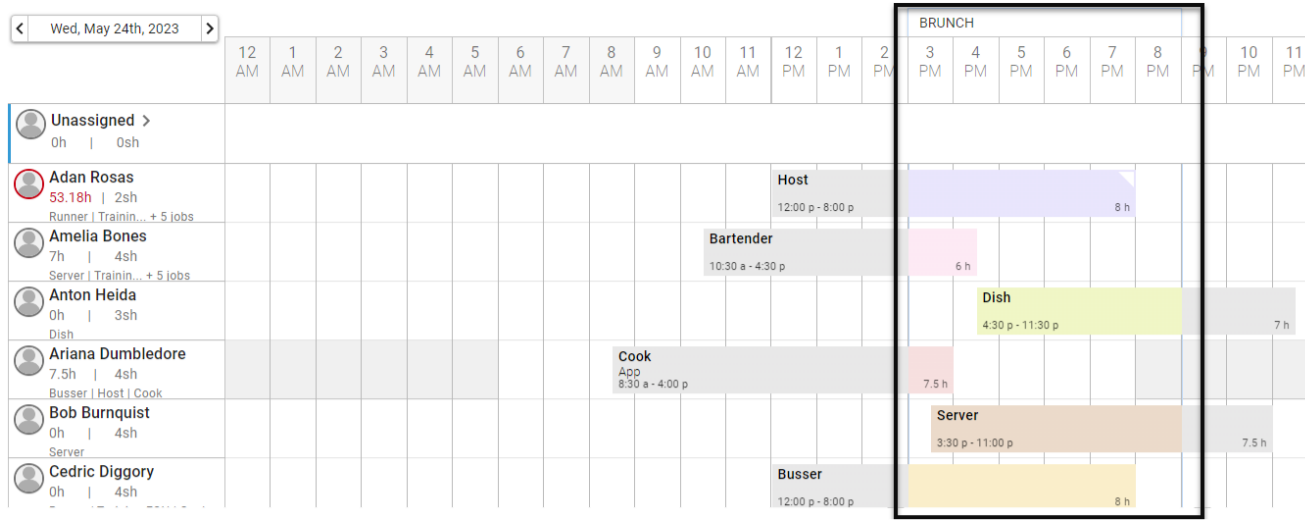 Wed, May 24th, 2023
BRUNCH
12 1 2 3 4 5 6 7 8 9 10 11 12 1 2 3 4 5 6 7 8 9 10 11
AM AM AM AM AM AM AM AM AM AM AM AM PM PM PM PM PM PM PM PM PM PM PM PM
Unassigned >
0h | 0sh
Adan Rosas
53.18h | 2sh
Runner | Trainin... + 5 jobs
Host
12:00 p - 8:00 p 8 h
Amelia Bones
7h | 4sh
Server | Trainin... + 5 jobs
Bartender
10:30 a - 4:30 p 6 h
Anton Heida
0h | 3sh
Dish
Dish
4:30 p - 11:30 p 7 h
Ariana Dumbledore
7.5h | 4sh
Busser | Host | Cook
Cook
App
8:30 a - 4:00 p 7.5 h
Bob Burnquist
0h | 4sh
Server
Server
3:30 p - 11:00 p 7.5 h
Cedric Diggory
0h | 4sh
Busser
12:00 p - 8:00 p 8 h